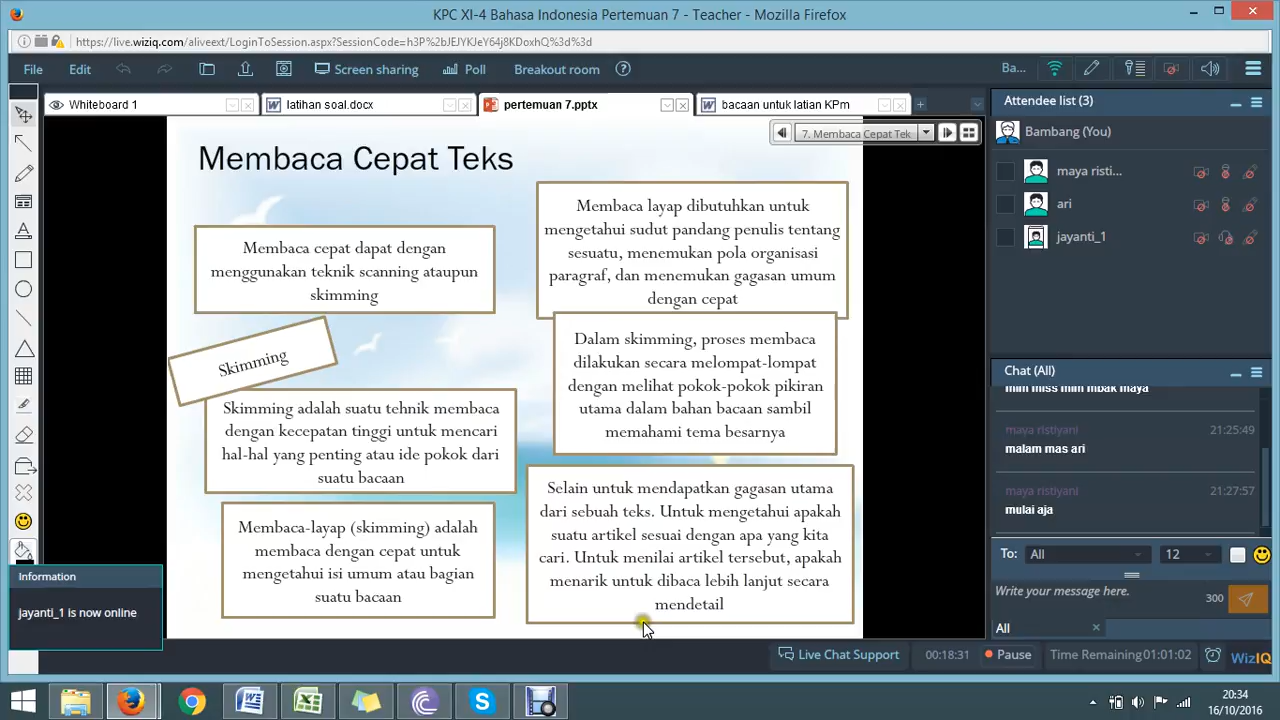 KPC XI-4 Bahasa Indonesia Pertemuan 7 - Teacher - Mozilla Firefox
https://live.wiziq.com/aliveext/LoginToSession.aspx?SessionCode=h3P%2bJEJYKJeY64j8KDoxhQ%3d%3d
File Edit Screen sharing Poll Breakout room Ba...
Whiteboard 1 latihan soal.docx pertemuan 7.pptx bacaan untuk latian KPm
7. Membaca Cepat Tek
Membaca Cepat Teks
Membaca cepat dapat dengan
menggunakan teknik scanning ataupun
skimming
Skimming
Skimming adalah suatu tehnik membaca
dengan kecepatan tinggi untuk mencari
hal-hal yang penting atau ide pokok dari
suatu bacaan
Membaca-layap (skimming) adalah
membaca dengan cepat untuk
mengetahui isi umum atau bagian
suatu bacaan
Membaca layap dibutuhkan untuk
mengetahui sudut pandang penulis tentang
sesuatu, menemukan pola organisasi
paragraf, dan menemukan gagasan umum
dengan cepat
Dalam skimming, proses membaca
dilakukan secara melompat-lompat
dengan melihat pokok-pokok pikiran
utama dalam bahan bacaan sambil
memahami tema besarnya
Selain untuk mendapatkan gagasan utama
dari sebuah teks. Untuk mengetahui apakah
suatu artikel sesuai dengan apa yang kita
cari. Untuk menilai artikel tersebut, apakah
menarik untuk dibaca lebih lanjut secara
mendetail
Information
jayanti_1 is now online
Attendee list (3)
Bambang (You)
maya risti...
ari
jayanti_1
Chat (All)
mlm miss mlm mbak maya
maya ristiyani 21:25:49
malam mas ari
maya ristiyani 21:27:57
mulai aja
To: All 12
Write your message here. 300
All
Live Chat Support 00:18:31 Pause Time Remaining 01:01:02 WizIQ
20:34
16/10/2016